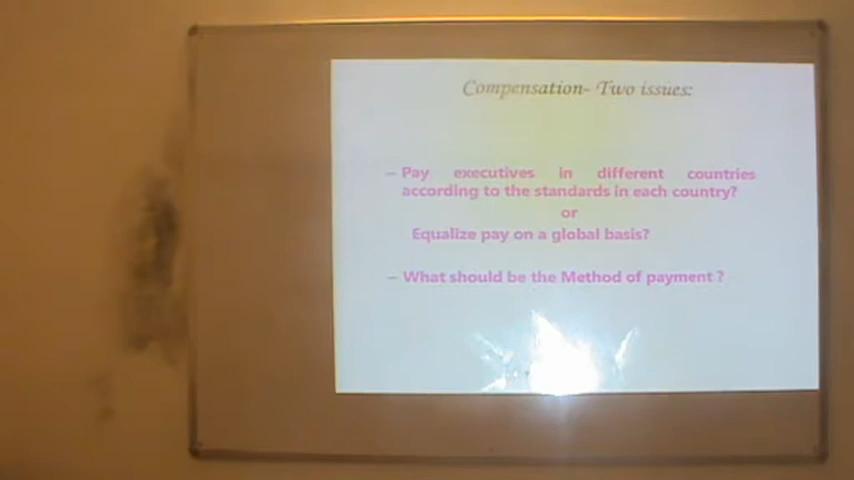 Compensation- Two issues:
– Pay executives in different countries
according to the standards in each country?
or
Equalize pay on a global basis?
– What should be the Method of payment ?